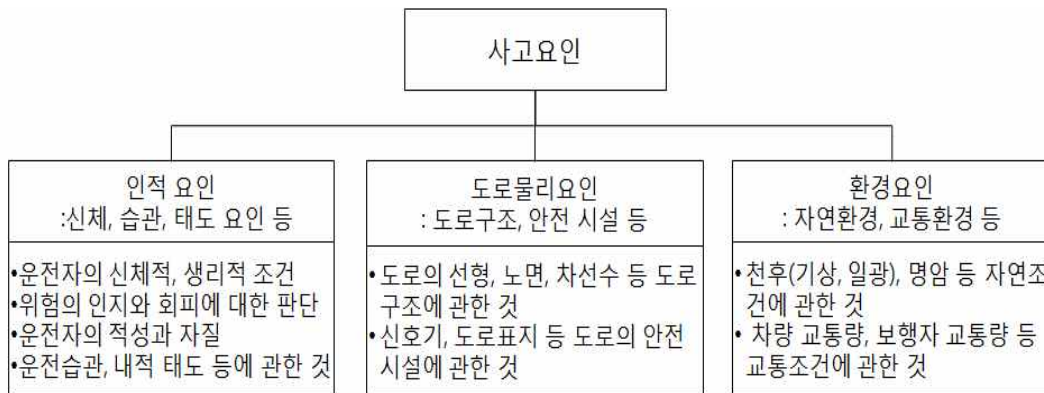 사고요인
인적 요인
:신체, 습관, 태도 요인 등
•운전자의 신체적, 생리적 조건
•위험의 인지와 회피에 대한 판단
•운전자의 적성과 자질
•운전습관, 내적 태도 등에 관한 것
도로물리요인
: 도로구조, 안전 시설 등
• 도로의 선형, 노면, 차선수 등 도로
구조에 관한 것
•신호기, 도로표지 등 도로의 안전
시설에 관한 것
환경요인
: 자연환경, 교통환경 등
•천후(기상, 일광), 명암 등 자연조
건에 관한 것
• 차량 교통량, 보행자 교통량 등
교통조건에 관한 것